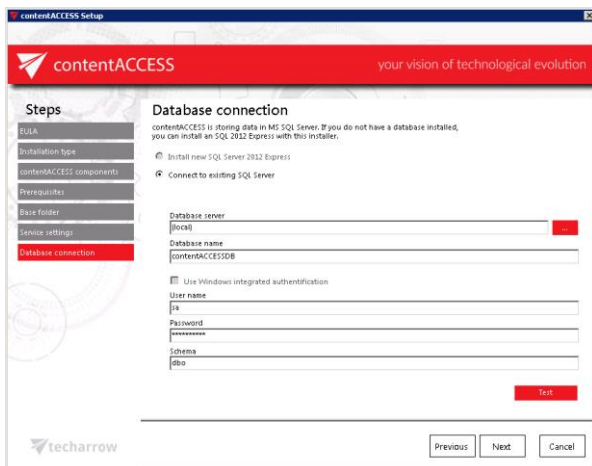 contentACCESS Setup
contentACCESS
your vision of technological evolution
Steps
EULA
Installation type
contentACCESS components
Prerequisites
Base folder
Service settings
Database connection
Database connection
contentACCESS is storing data in MS SQL Server. If you do not have a database installed,
you can install an SQL 2012 Express with this installer.
Install new SQL Server 2012 Express
Connect to existing SQL Server
Database server
(local)
...
Database name
contentACCESSDB
Use Windows integrated authentification
User name
sa
Password
**********
Schema
dbo
Test
techarrow
Previous
Next
Cancel